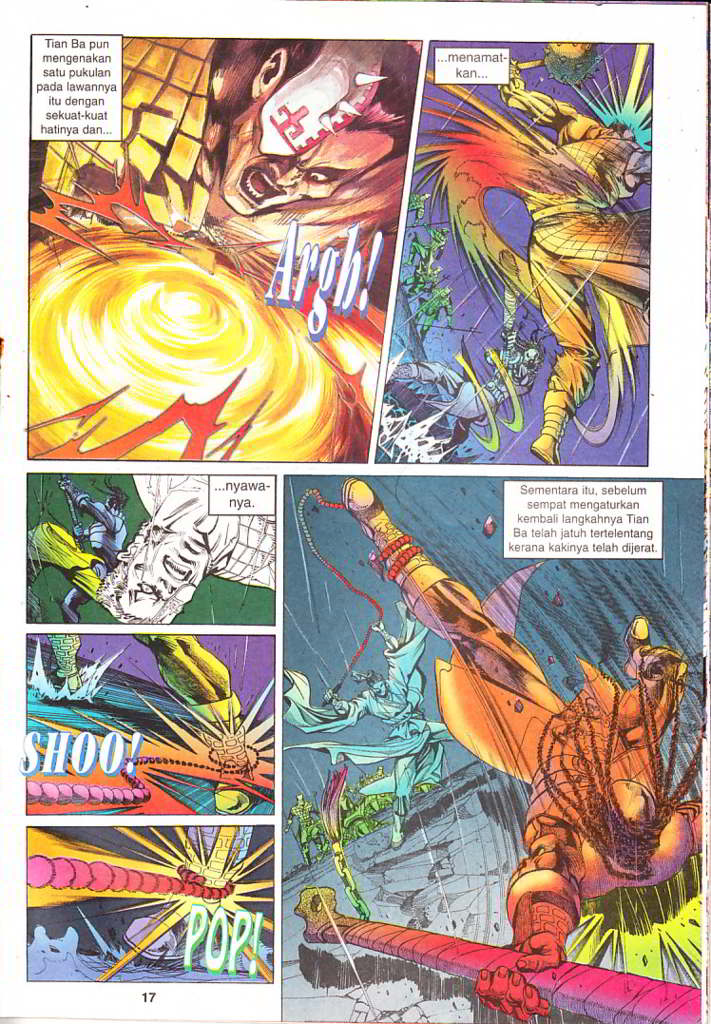 Tian Ba pun
mengenakan
satu pukulan
pada lawannya
itu dengan
sekuat-kuat
hatinya dan...
Argh!
...menamat-
kan...
...nyawa-
nya.
SHOO!
POP!
Sementara itu, sebelum
sempat mengaturkan
kembali langkahnya Tian
Ba telah jatuh tertelentang
kerana kakinya telah dijerat.
17